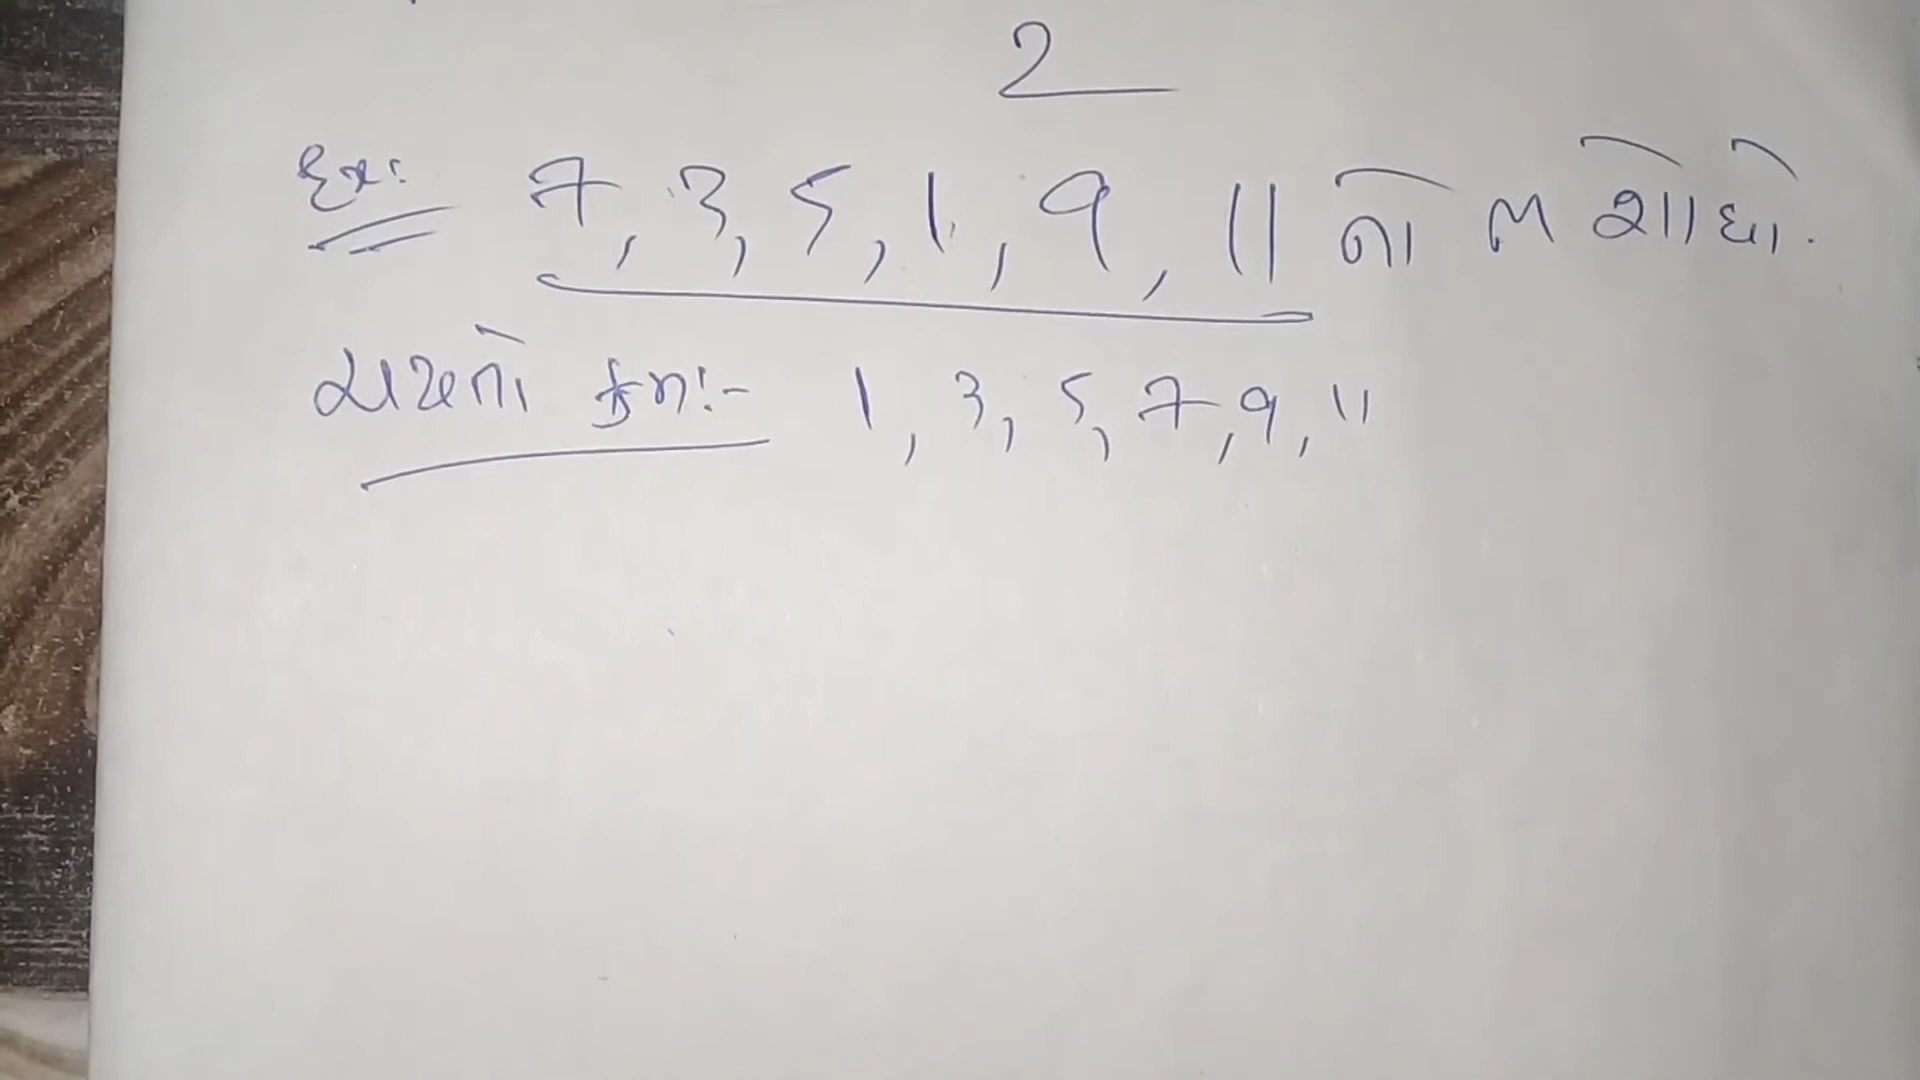 2
Ex: 7, 3, 5, 1, 9, 11 નો M શોધો.
ચઢતો ક્રમ:- 1, 3, 5, 7, 9, 11